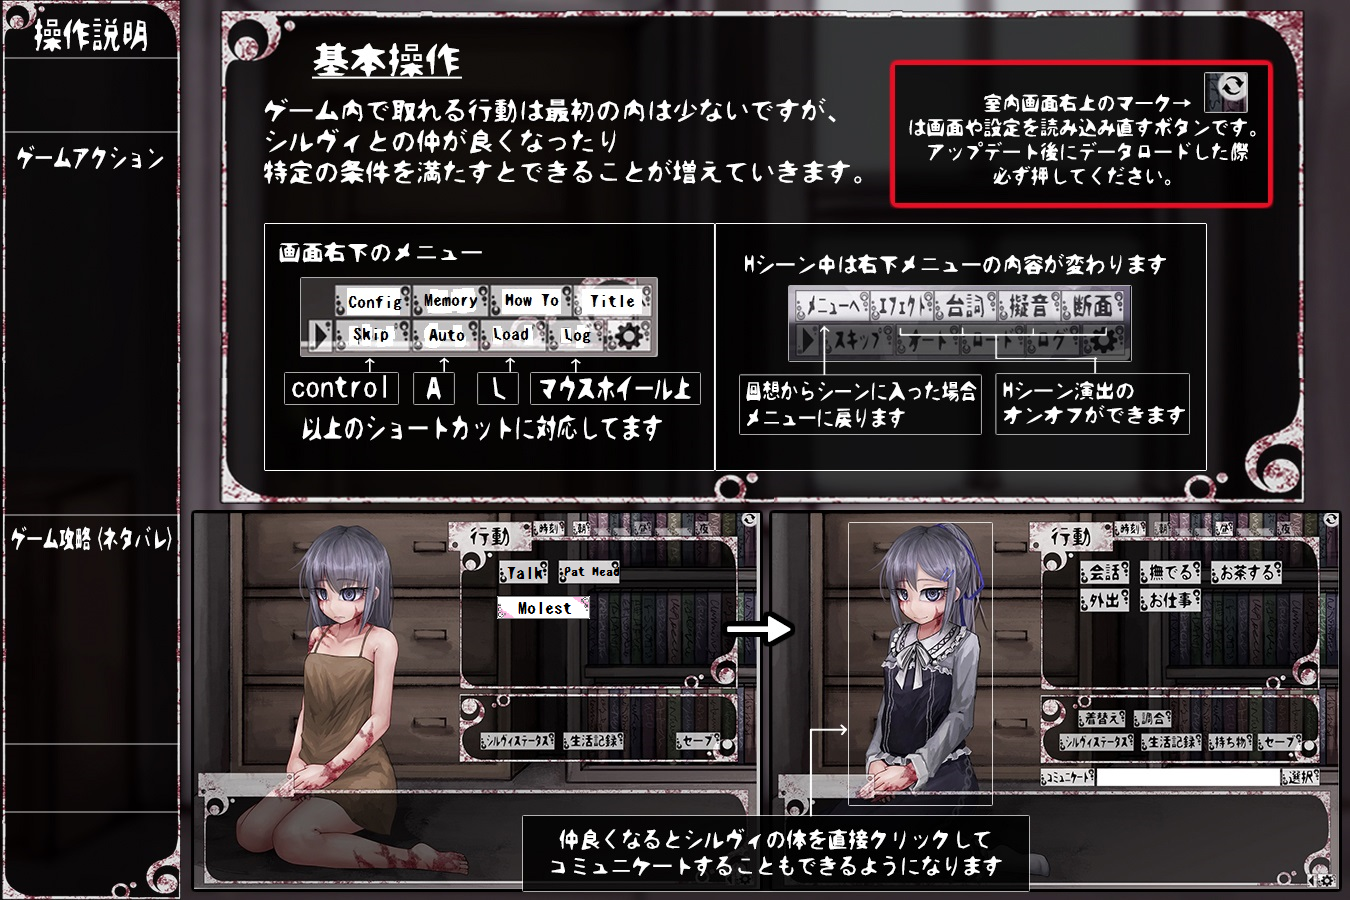 操作説明
ゲームアクション
ゲーム攻略(ネタバレ)
基本操作
ゲーム内で取れる行動は最初の内は少ないですが、
シルヴィとの仲が良くなったり
特定の条件を満たすとできることが増えていきます。
室内画面右上のマーク→
は画面や設定を読み込み直すボタンです。
アップデート後にデータロードした際
必ず押してください。
画面右下のメニュー
Config Memory How To Title
Skip Auto Load Log
control A L マウスホイール上
以上のショートカットに対応してます
Hシーン中は右下メニューの内容が変わります
メニューへ エフェクト 台詞 擬音 断面
スキップ オート ロード ログ
回想からシーンに入った場合
メニューに戻ります
Hシーン演出の
オンオフができます
行動 時刻 朝 昼 夜
Talk Pat Head
Molest
シルヴィステータス 生活記録 セーブ
行動 時刻 朝 昼 夜
会話 撫でる お茶する
外出 お仕事
着替え 調合
シルヴィステータス 生活記録 持ち物 セーブ
コミュニケート 選択
仲良くなるとシルヴィの体を直接クリックして
コミュニケートすることもできるようになります